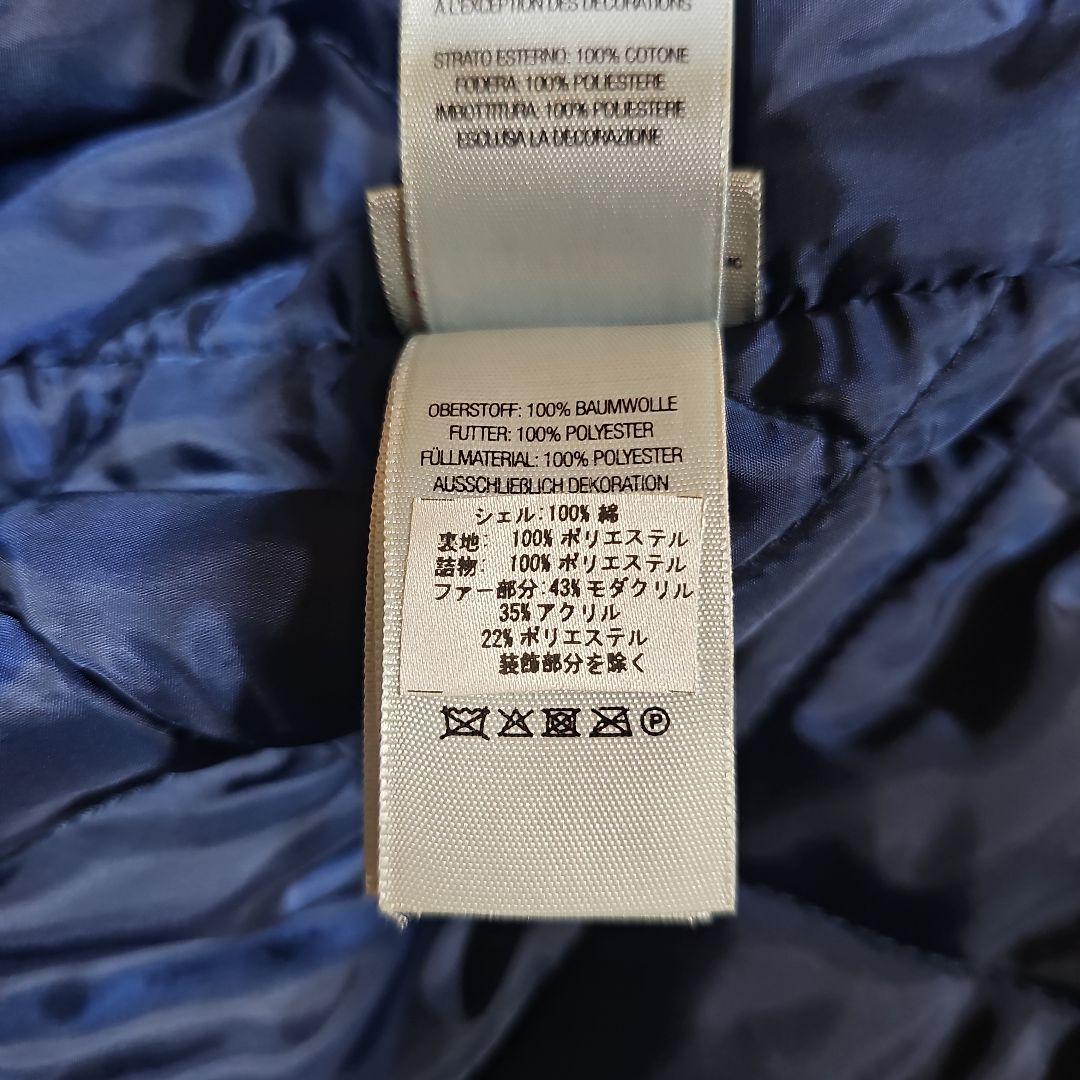 À L'EXCEPTION DES DÉCORATIONS
STRATO ESTERNO: 100% COTONE
FODERA: 100% POLIESTERE
IMBOTTITURA: 100% POLIESTERE
ESCLUSA LA DECORAZIONE
OBERSTOFF: 100% BAUMWOLLE
FUTTER: 100% POLYESTER
FÜLLMATERIAL: 100% POLYESTER
AUSSCHLIEßLICH DEKORATION
シェル:100% 綿
裏地: 100% ポリエステル
詰物: 100% ポリエステル
ファー部分:43% モダクリル
35% アクリル
22% ポリエステル
装飾部分を除く
P